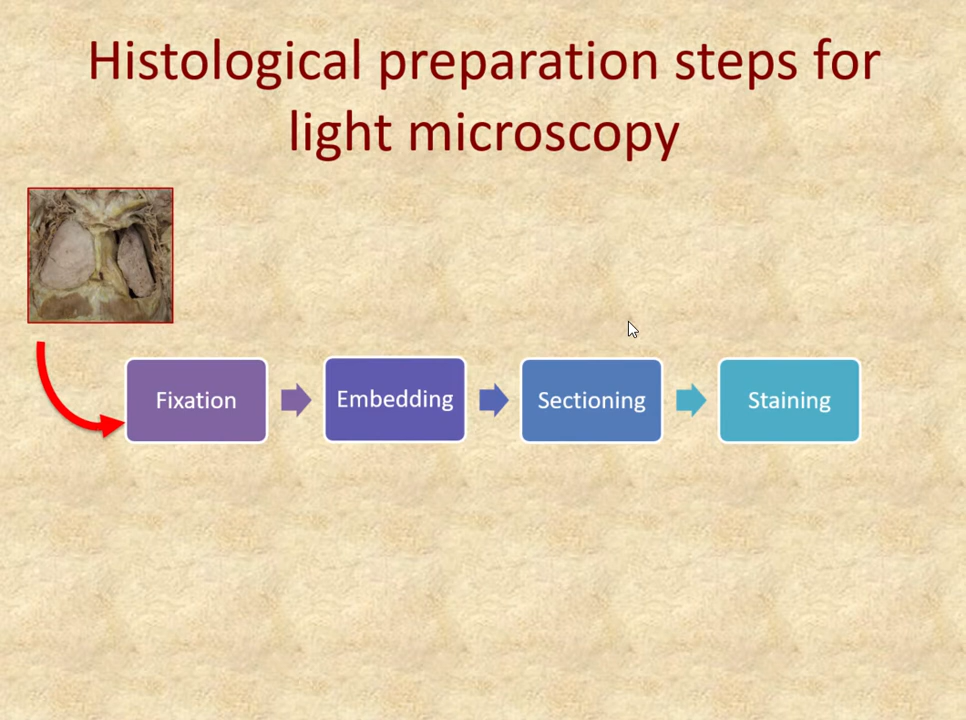 Histological preparation steps for
light microscopy
Fixation
Embedding
Sectioning
Staining